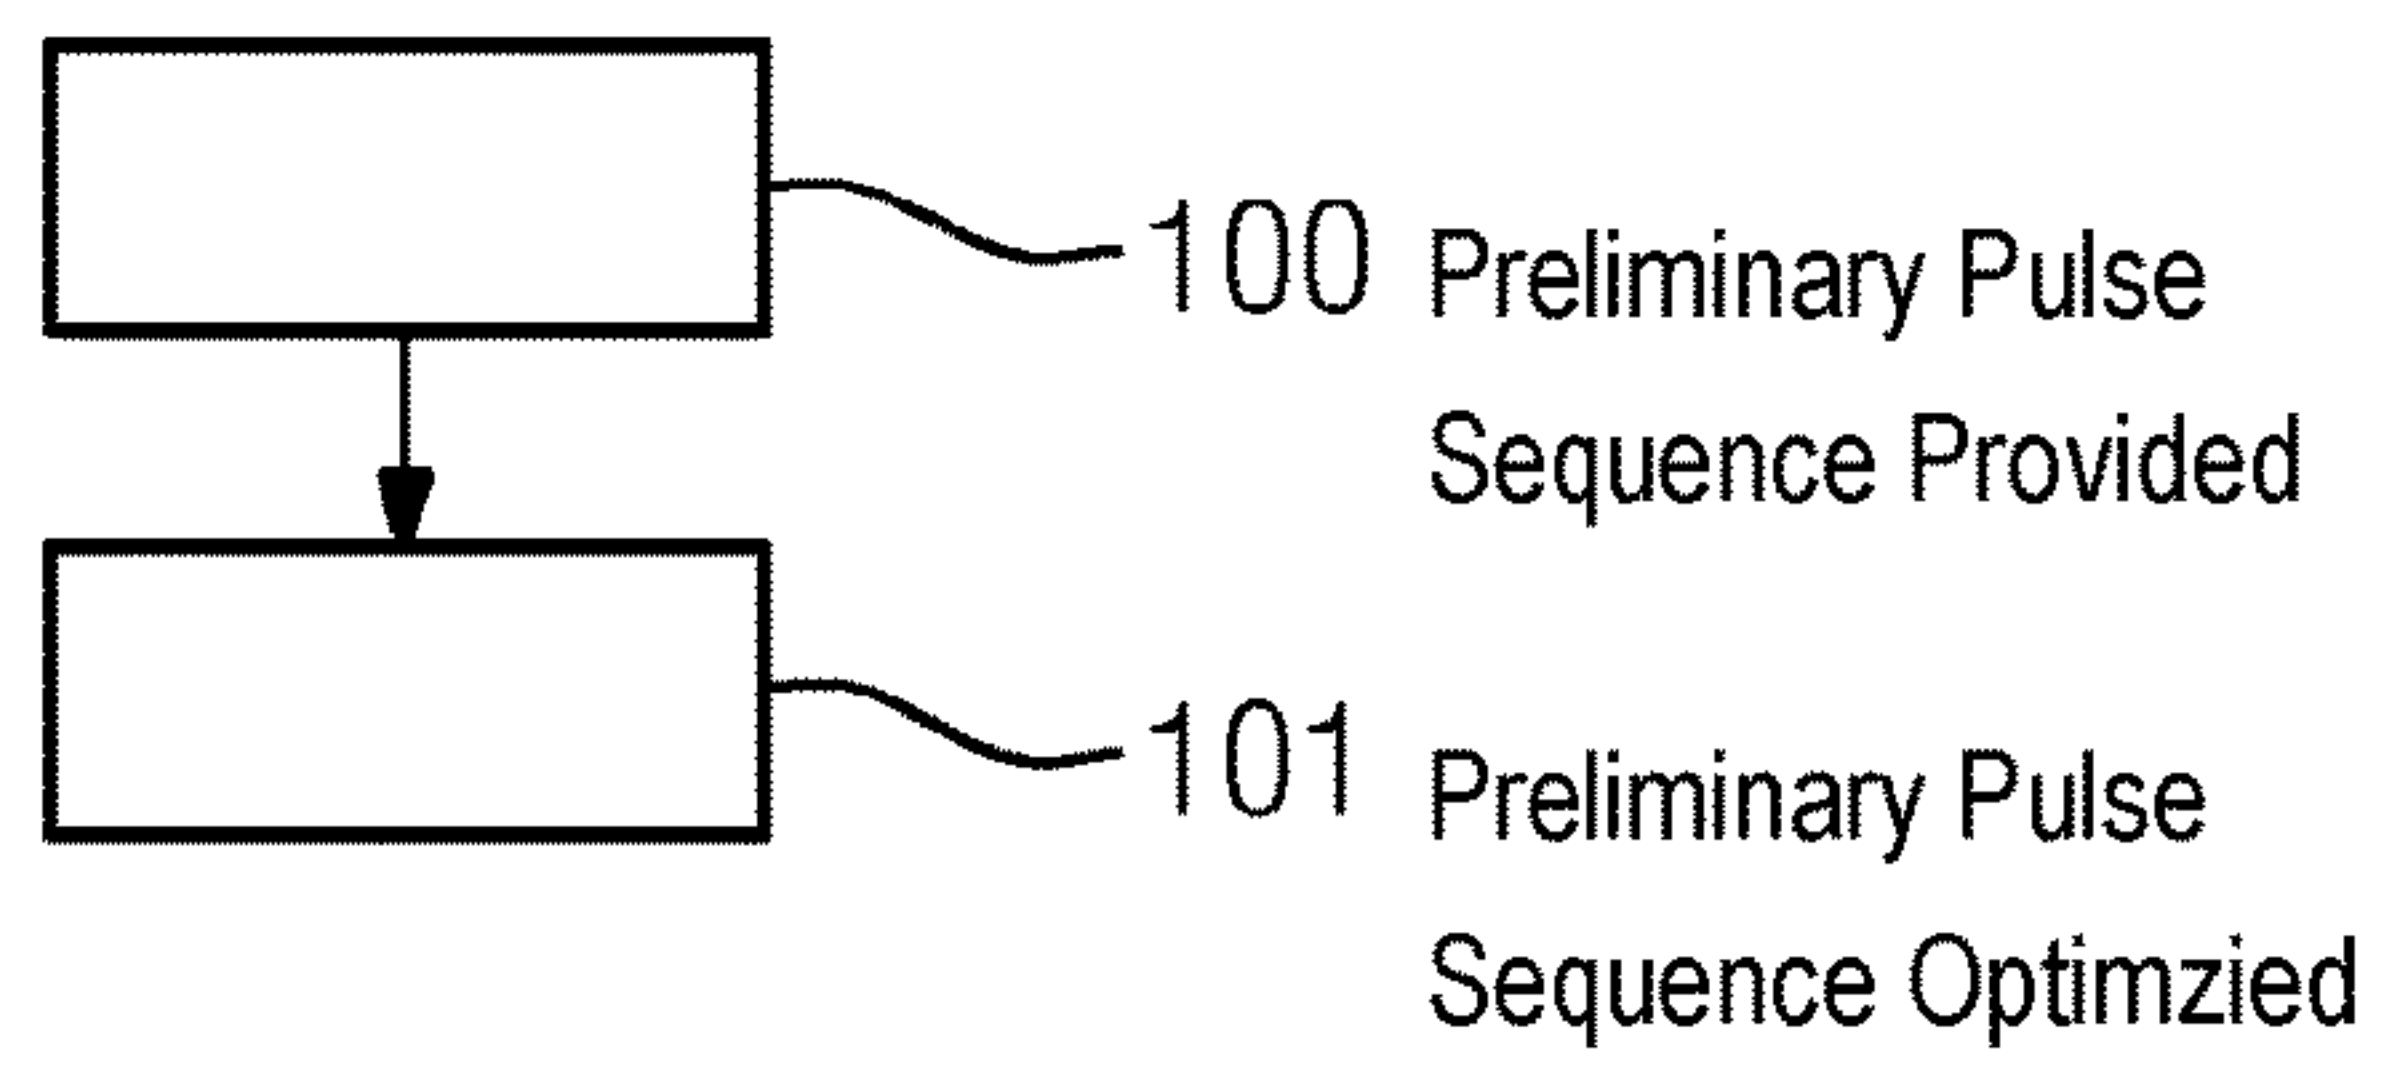 100 Preliminary Pulse
Sequence Provided
101 Preliminary Pulse
Sequence Optimzied